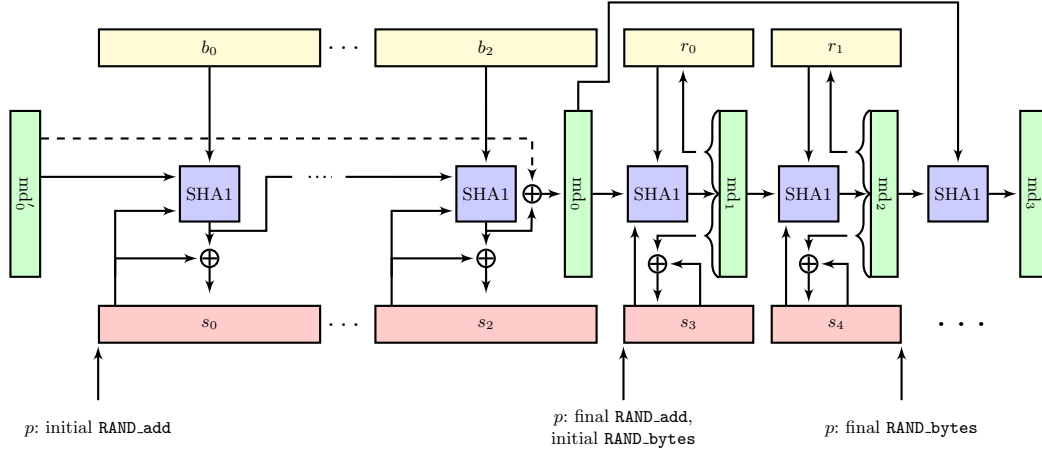 b₀ ... b₂ r₀ r₁
md′₀ SHA1 ..... SHA1 md₀ SHA1 md₁ SHA1 md₂ SHA1 md₃
s₀ ... s₂ s₃ s₄ ...
p: initial RAND_add
p: final RAND_add,
initial RAND_bytes
p: final RAND_bytes